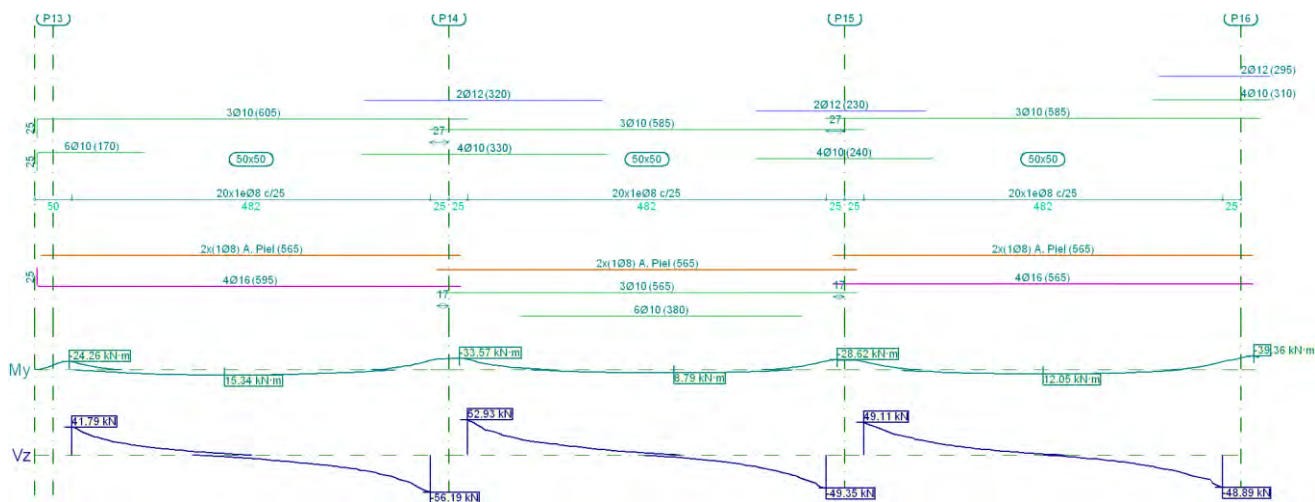 P13 P14 P15 P16
2Ø12 (295)
2Ø12 (320) 4Ø10 (310)
3Ø10 (605) 2Ø12 (230) 3Ø10 (585)
25 27 3Ø10 (585) 27
6Ø10 (170) 50x50 4Ø10 (330) 50x50 4Ø10 (240) 50x50
25
20x1eØ8 c/25 20x1eØ8 c/25 20x1eØ8 c/25
50 482 25 25 482 25 25 482 25
2x(1Ø8) A. Piel (565) 2x(1Ø8) A. Piel (565)
2x(1Ø8) A. Piel (565)
25 4Ø16 (595) 4Ø16 (565)
17 3Ø10 (565) 17
6Ø10 (380)
-24.26 kN·m -33.57 kN·m -28.62 kN·m -39.36 kN·m
My 15.34 kN·m 8.79 kN·m 12.05 kN·m
41.79 kN 52.93 kN 49.11 kN
Vz
-56.19 kN -49.35 kN -48.89 kN